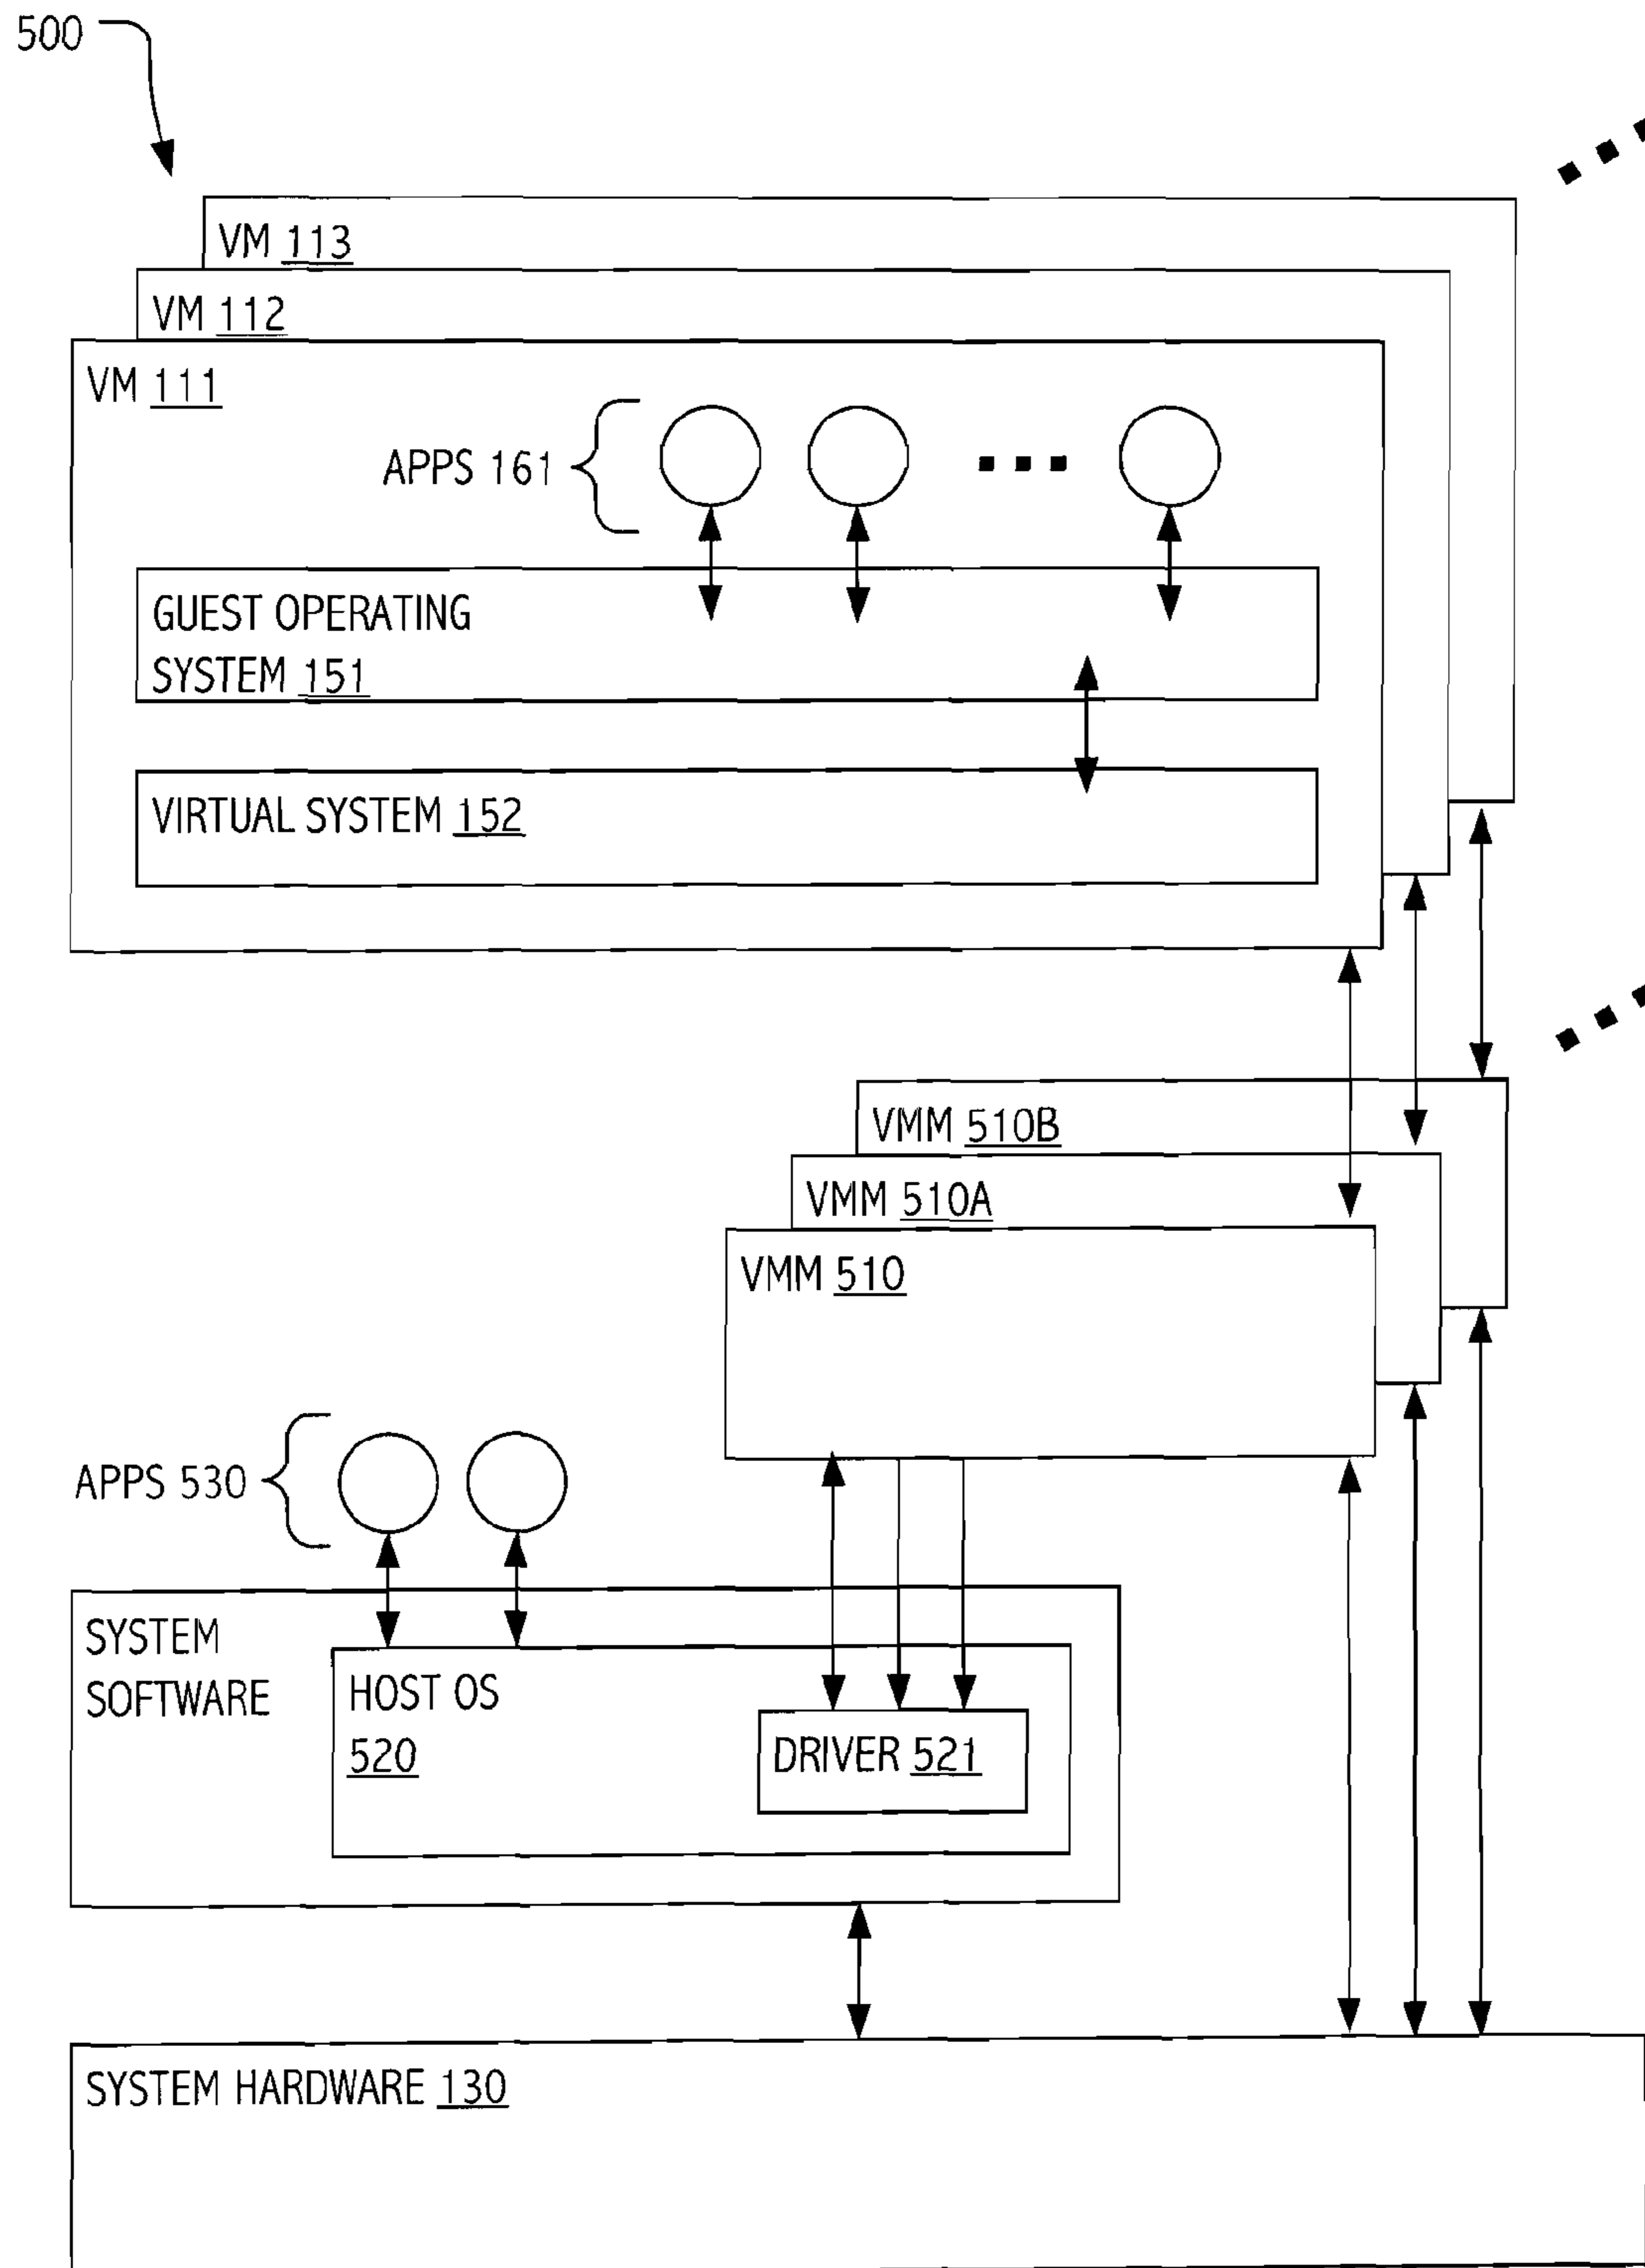 500
VM 113
VM 112
VM 111
APPS 161
GUEST OPERATING
SYSTEM 151
VIRTUAL SYSTEM 152
VMM 510B
VMM 510A
VMM 510
APPS 530
SYSTEM
SOFTWARE
HOST OS
520
DRIVER 521
SYSTEM HARDWARE 130